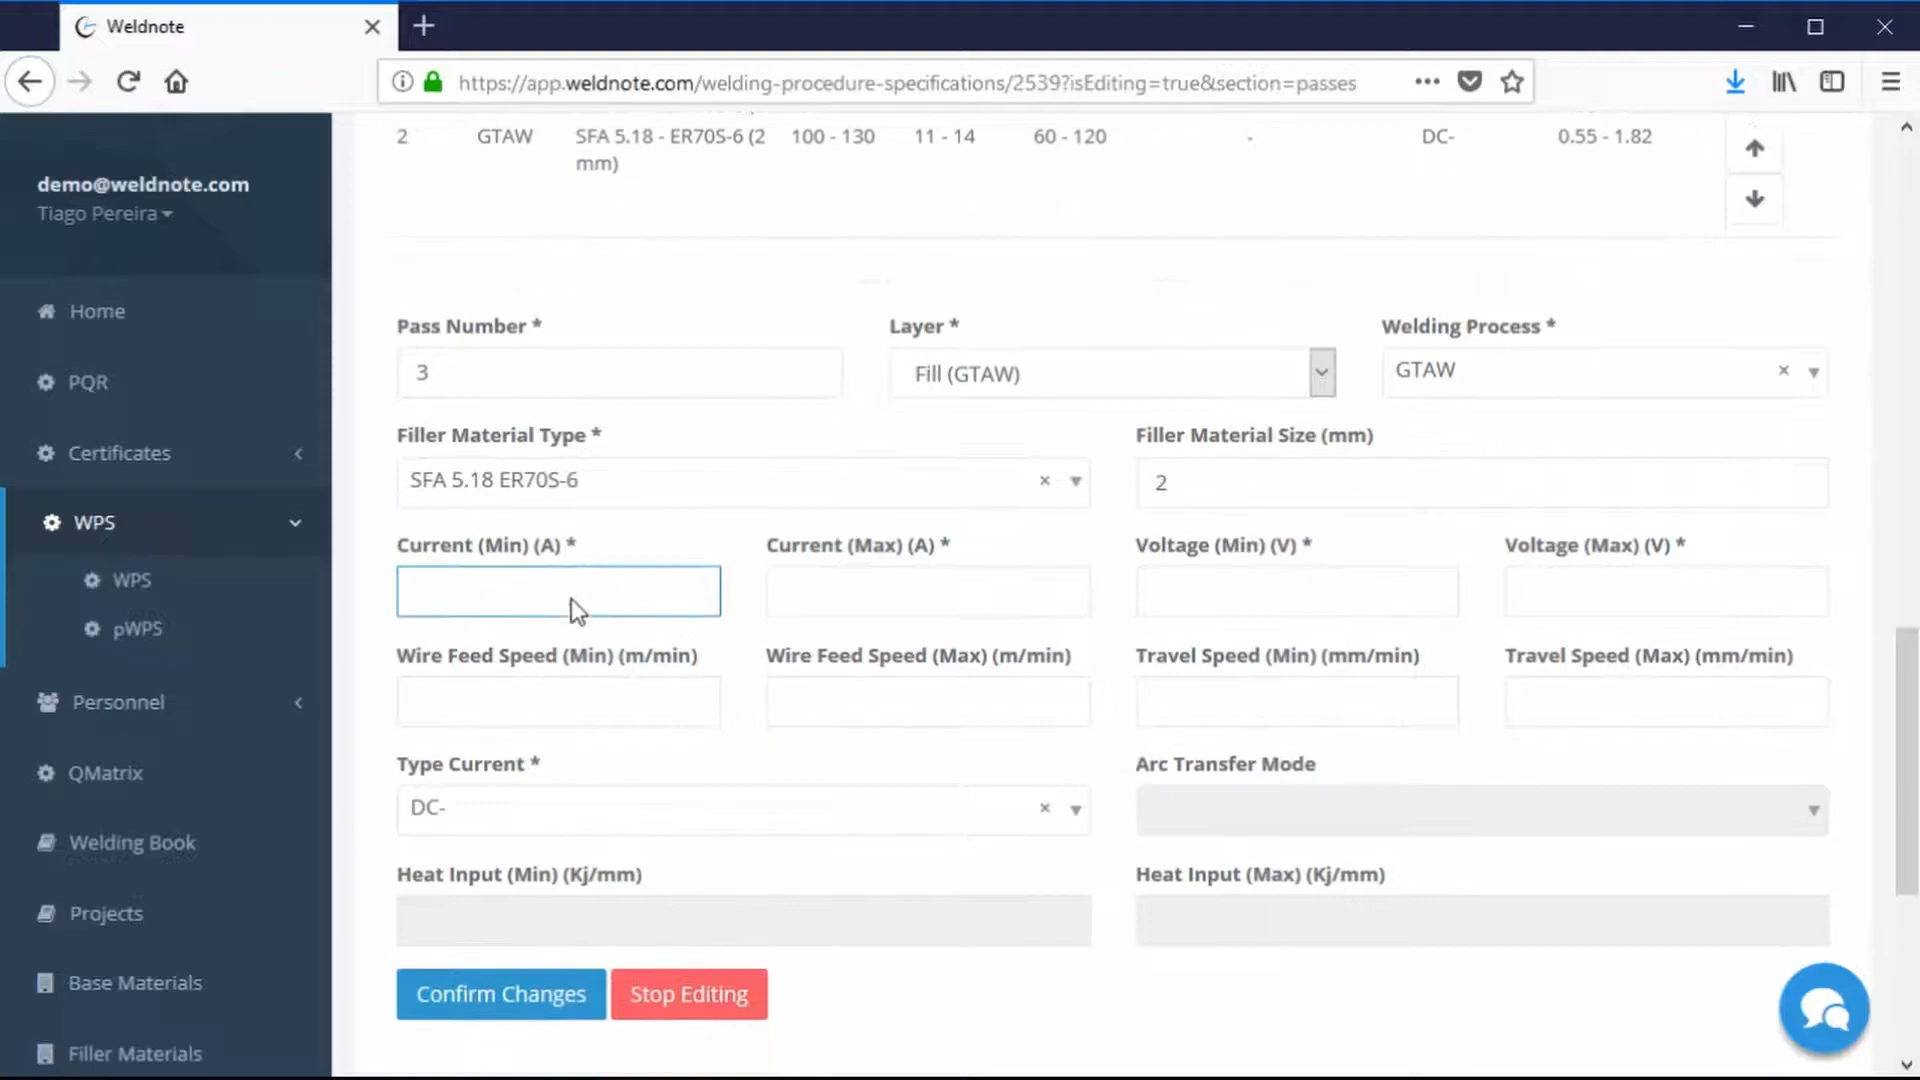 Weldnote
https://app.weldnote.com/welding-procedure-specifications/2539?isEditing=true&section=passes
demo@weldnote.com
Tiago Pereira
Home
PQR
Certificates
WPS
WPS
pWPS
Personnel
QMatrix
Welding Book
Projects
Base Materials
Filler Materials
2 GTAW SFA 5.18 - ER70S-6 (2 100 - 130 11 - 14 60 - 120 - DC- 0.55 - 1.82
mm)
Pass Number * Layer * Welding Process *
3 Fill (GTAW) GTAW
Filler Material Type * Filler Material Size (mm)
SFA 5.18 ER70S-6 2
Current (Min) (A) * Current (Max) (A) * Voltage (Min) (V) * Voltage (Max) (V) *
Wire Feed Speed (Min) (m/min) Wire Feed Speed (Max) (m/min) Travel Speed (Min) (mm/min) Travel Speed (Max) (mm/min)
Type Current * Arc Transfer Mode
DC-
Heat Input (Min) (Kj/mm) Heat Input (Max) (Kj/mm)
Confirm Changes Stop Editing